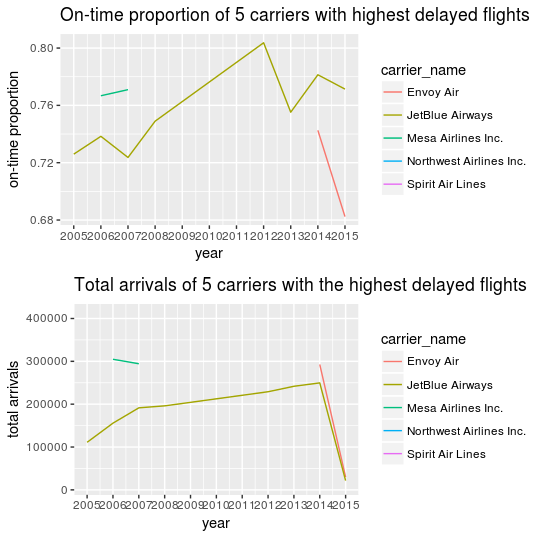 On-time proportion of 5 carriers with highest delayed flights
0.80
0.76
0.72
0.68
on-time proportion
2005 2006 2007 2008 2009 2010 2011 2012 2013 2014 2015
year
carrier_name
Envoy Air
JetBlue Airways
Mesa Airlines Inc.
Northwest Airlines Inc.
Spirit Air Lines
Total arrivals of 5 carriers with the highest delayed flights
400000
300000
200000
100000
0
total arrivals
2005 2006 2007 2008 2009 2010 2011 2012 2013 2014 2015
year
carrier_name
Envoy Air
JetBlue Airways
Mesa Airlines Inc.
Northwest Airlines Inc.
Spirit Air Lines